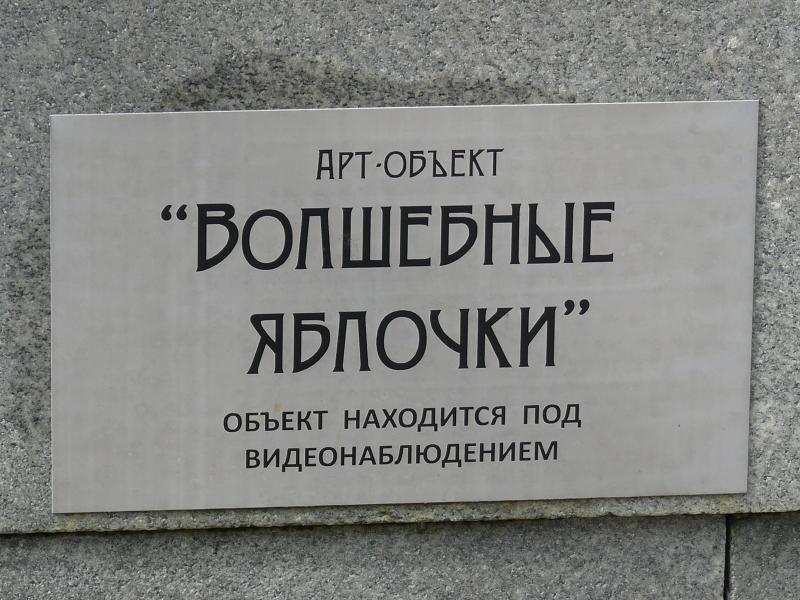 Арт-объект
“Волшебные
яблочки”
ОБЪЕКТ НАХОДИТСЯ ПОД
ВИДЕОНАБЛЮДЕНИЕМ